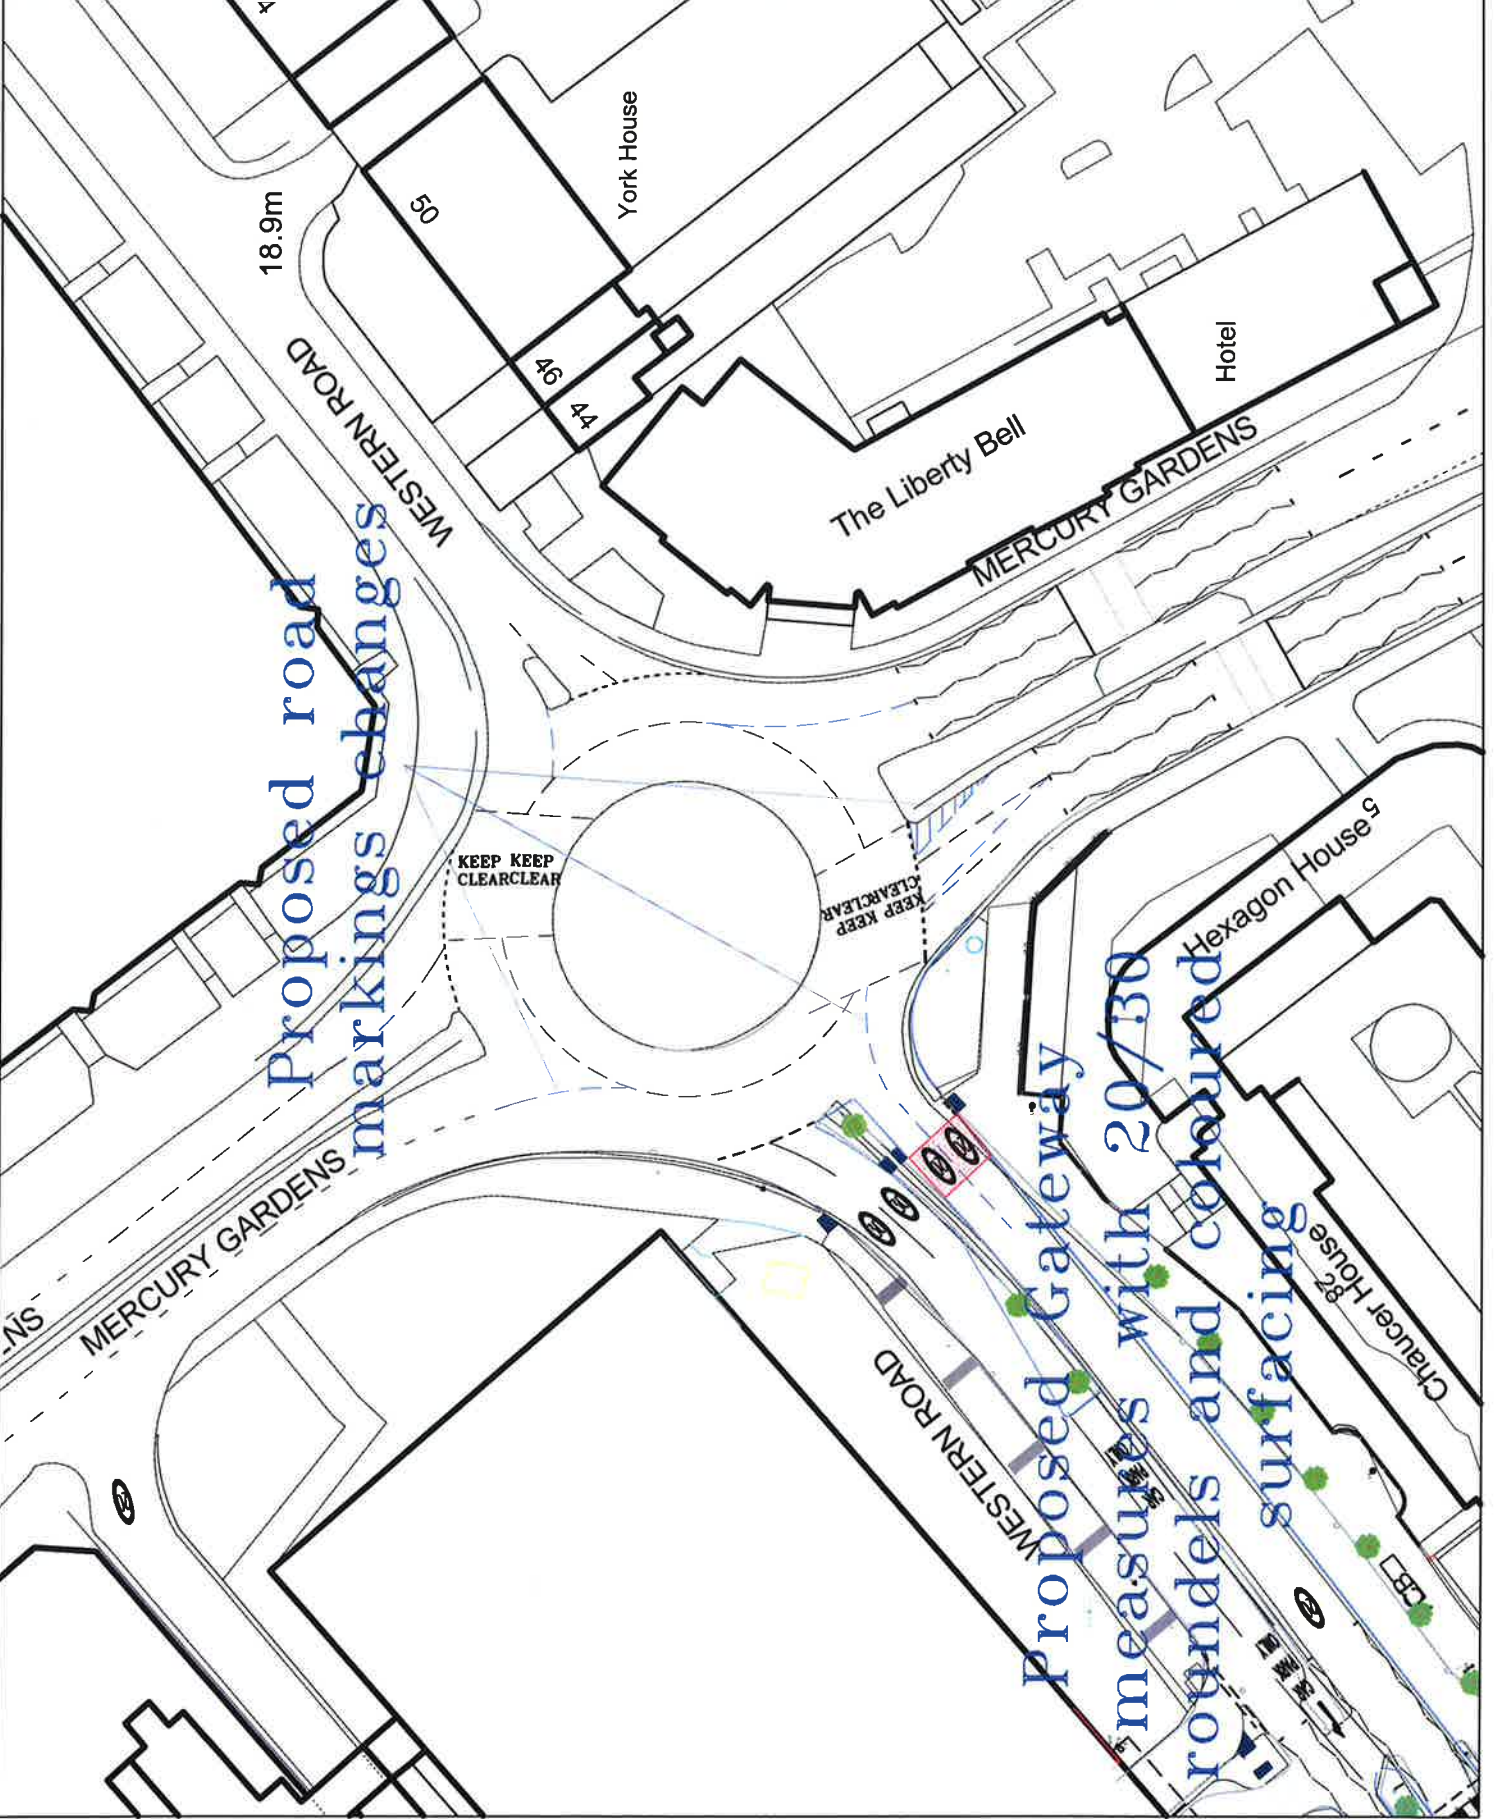 4
18.9m
50
York House
WESTERN ROAD
46
44
The Liberty Bell
Hotel
MERCURY GARDENS
Proposed road
markings changes
KEEP KEEP
CLEARCLEAR
KEEP KEEP
CLEARCLEAR
Hexagon House
5
MERCURY GARDENS
WESTERN ROAD
Proposed Gateway
measures with 20/30
roundels and coloured
surfacing
28
Chaucer House
CB